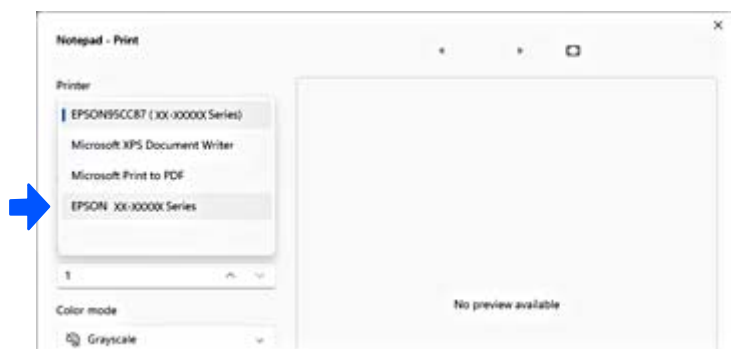 Notepad - Print
Printer
EPSON95CC87 ( XX-XXXXX Series)
Microsoft XPS Document Writer
Microsoft Print to PDF
EPSON XX-XXXXX Series
1
Color mode
Grayscale
No preview available